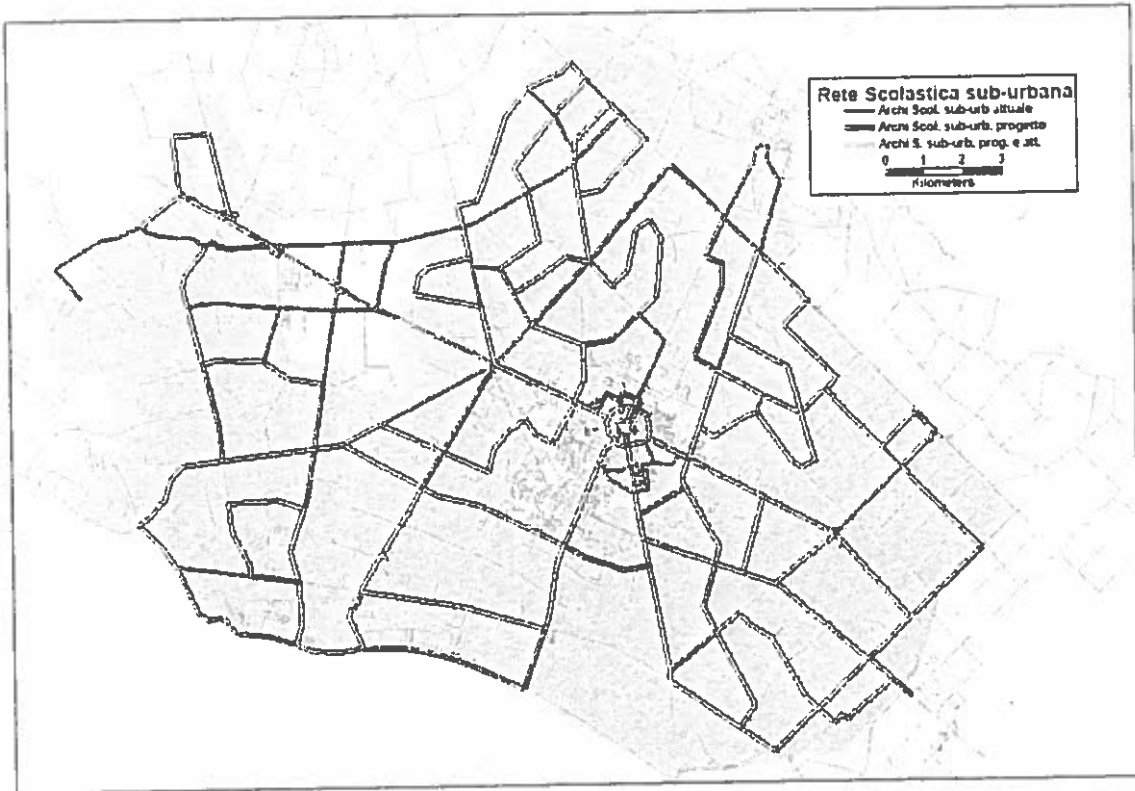 Rete Scolastica sub-urbana
Archi Scol. sub-urb attuale
Archi Scol. sub-urb. progetto
Archi S. sub-urb. prog. e att.
0 1 2 3
Kilometers